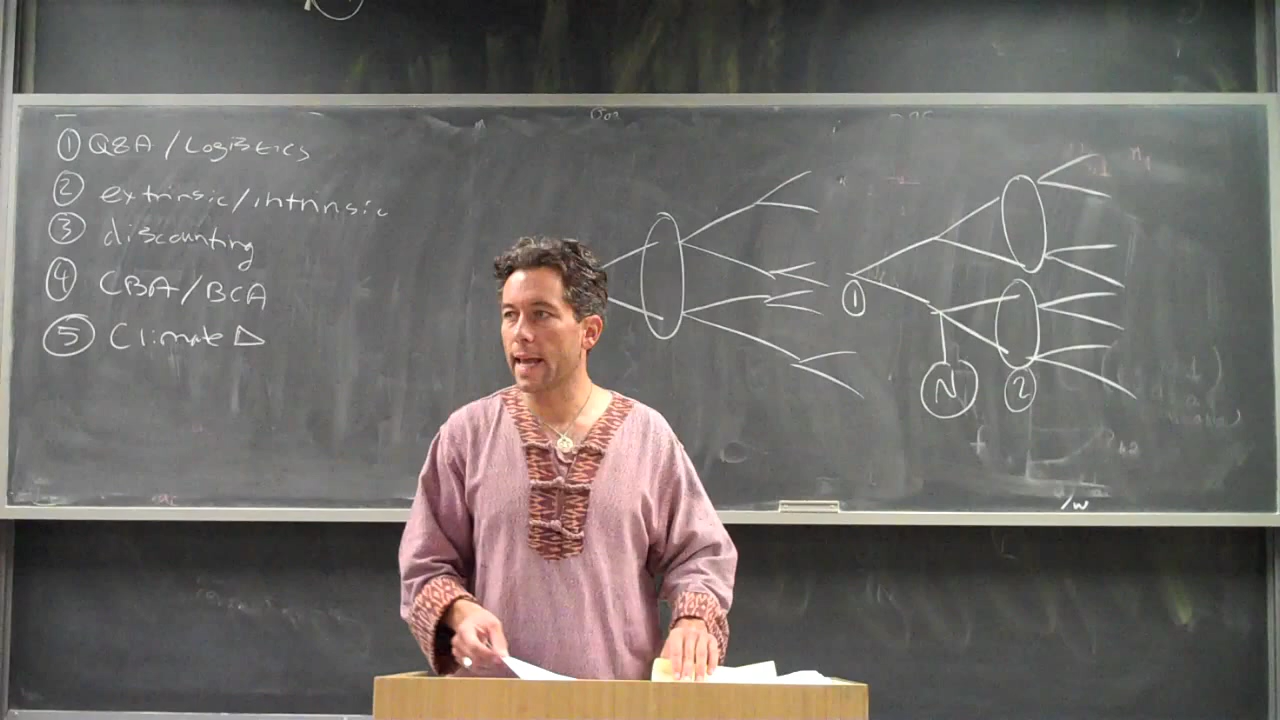 ① Q&A / Logistics
② extrinsic/intrinsic
③ discounting
④ CBA/BCA
⑤ Climate Δ
①
N
②